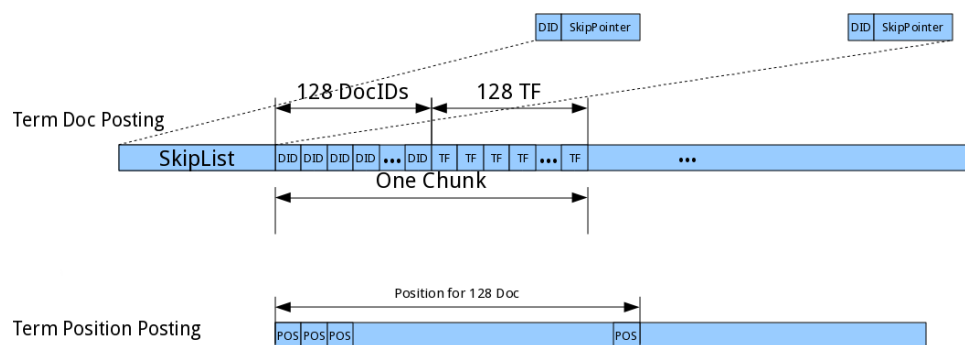 DID SkipPointer DID SkipPointer
128 DocIDs 128 TF
Term Doc Posting
SkipList DID DID DID DID ... DID TF TF TF TF ... TF ...
One Chunk
Position for 128 Doc
Term Position Posting
POS POS POS POS